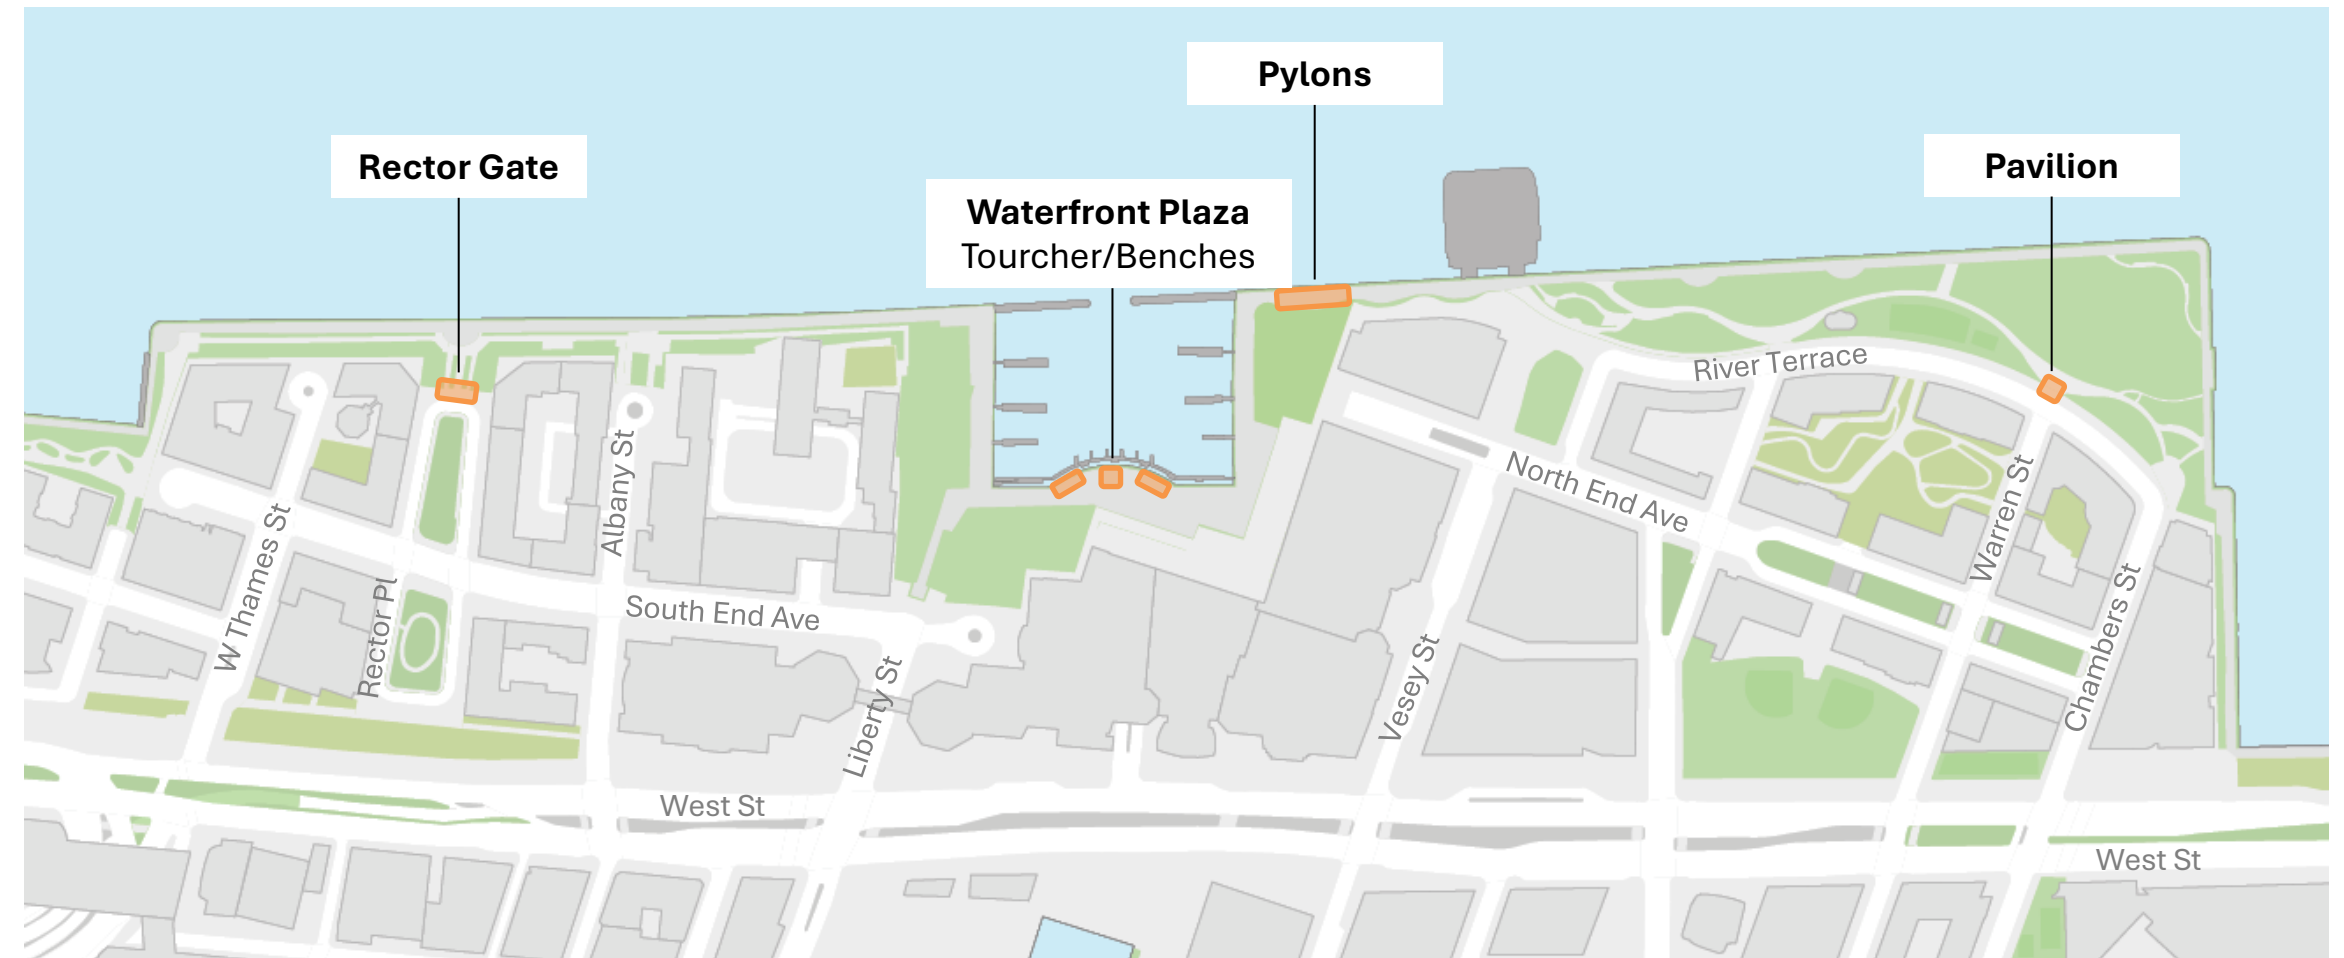 Pylons
Rector Gate
Pavilion
Waterfront Plaza
Tourcher/Benches
River Terrace
North End Ave
Albany St
Warren St
W Thames St
Rector Pl
South End Ave
Chambers St
Vesey St
Liberty St
West St
West St